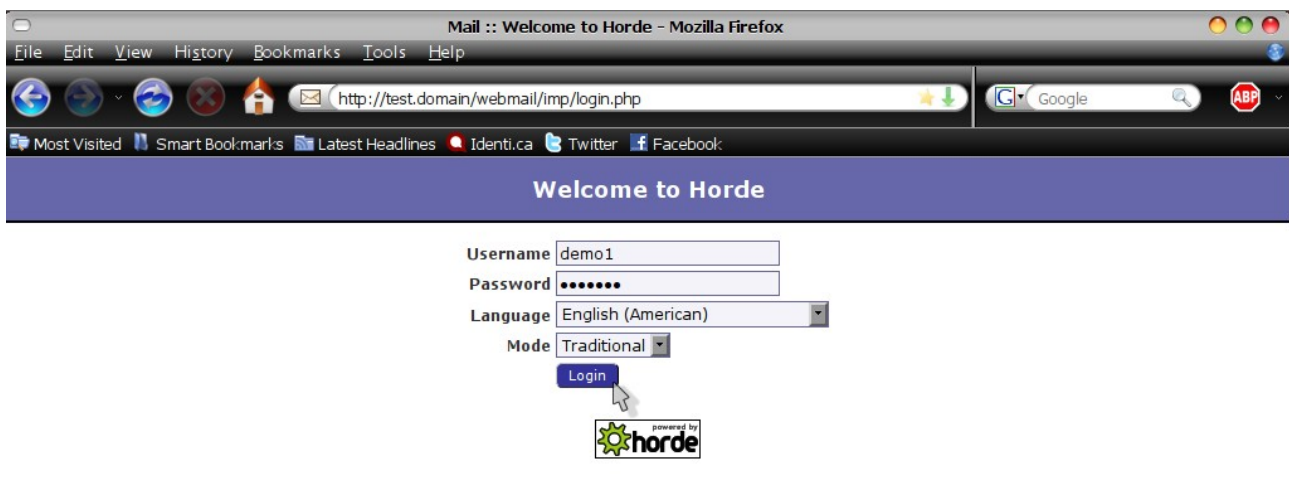 Mail :: Welcome to Horde - Mozilla Firefox
File Edit View History Bookmarks Tools Help
http://test.domain/webmail/imp/login.php G Google ABP
Most Visited Smart Bookmarks Latest Headlines Identi.ca Twitter f Facebook
Welcome to Horde
Username demo1
Password •••••••
Language English (American)
Mode Traditional
Login
powered by
horde